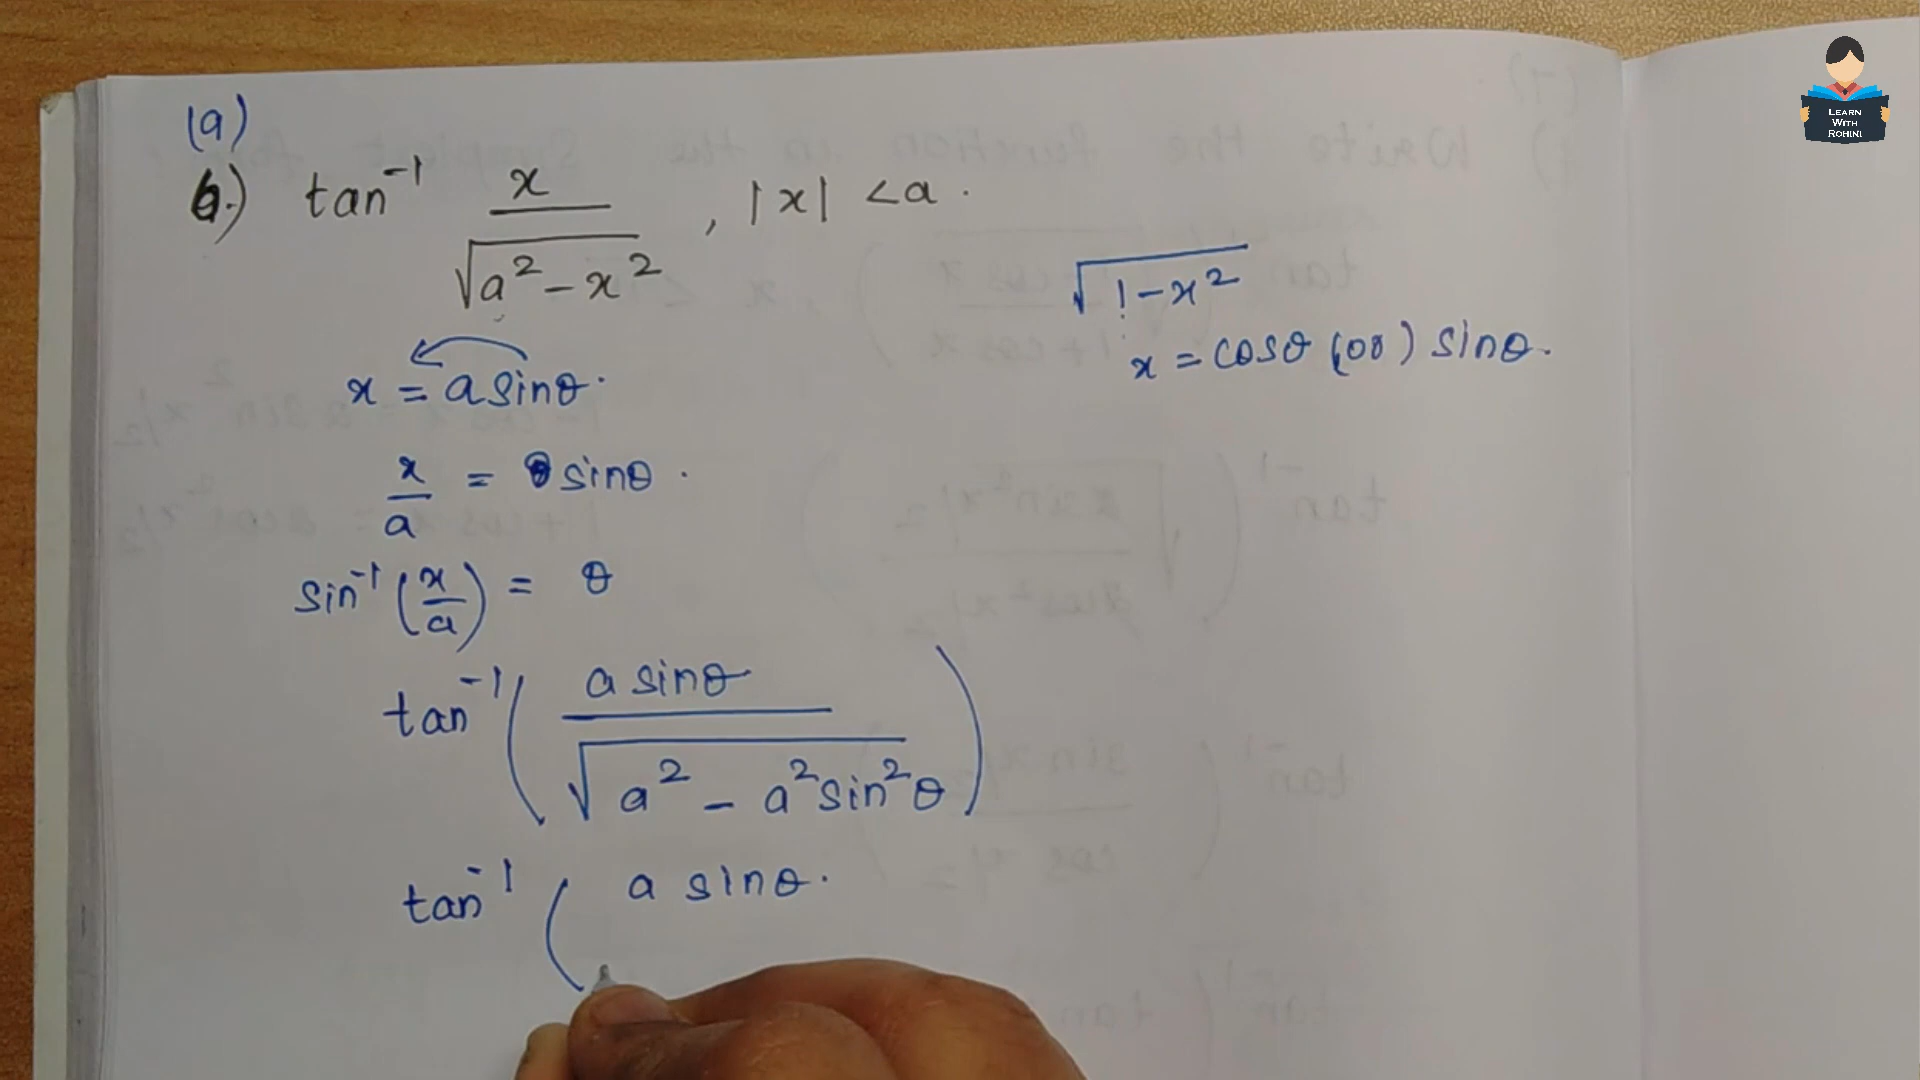 (9)
6.) tan⁻¹ x/√(a²-x²) , |x| <a.
√(1-x²)
x = cosθ (or) sinθ.
x = a sinθ.
x/a = sinθ.
sin⁻¹(x/a) = θ
tan⁻¹(a sinθ/√(a² - a²sin²θ))
tan⁻¹( a sinθ.
LEARN
WITH
ROHINI